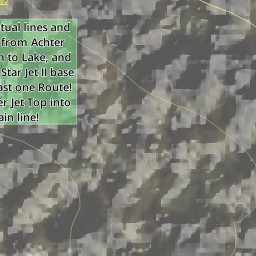 tual lines and
from Achter
to Lake, and
Star Jet II base
ast one Route!
Jet Top into
ain line!